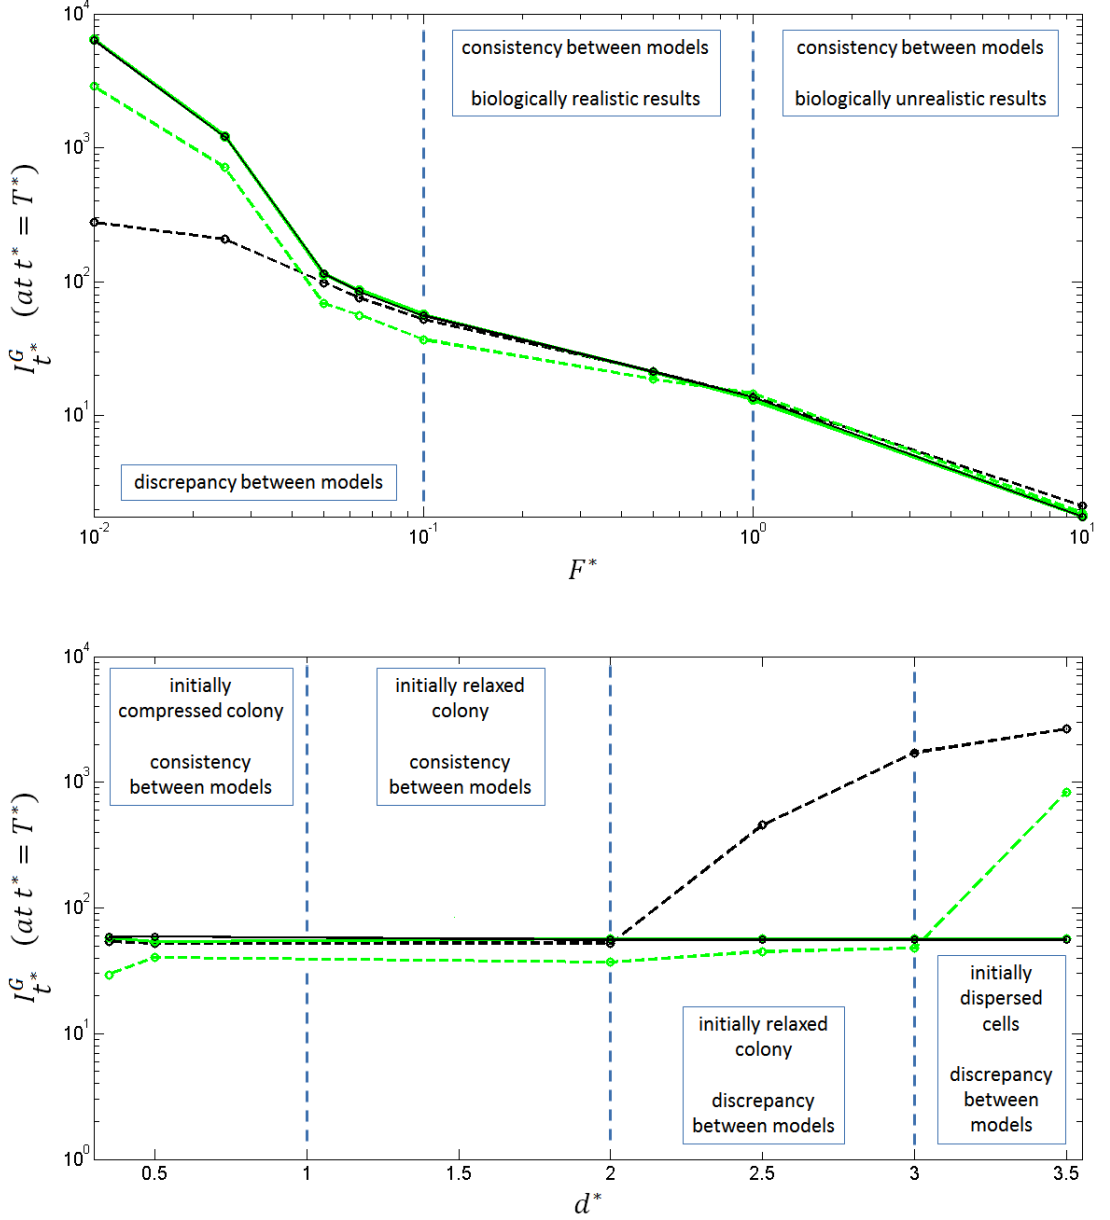 10^4
10^3
10^2
10^1
I_{t^*}^G (at t^* = T^*)
consistency between models
biologically realistic results
consistency between models
biologically unrealistic results
discrepancy between models
10^-2
10^-1
10^0
10^1
F^*
10^4
10^3
10^2
10^1
10^0
I_{t^*}^G (at t^* = T^*)
initially
compressed colony
consistency
between models
initially relaxed
colony
consistency
between models
initially relaxed
colony
discrepancy
between models
initially
dispersed
cells
discrepancy
between
models
0.5
1
1.5
2
2.5
3
3.5
d^*